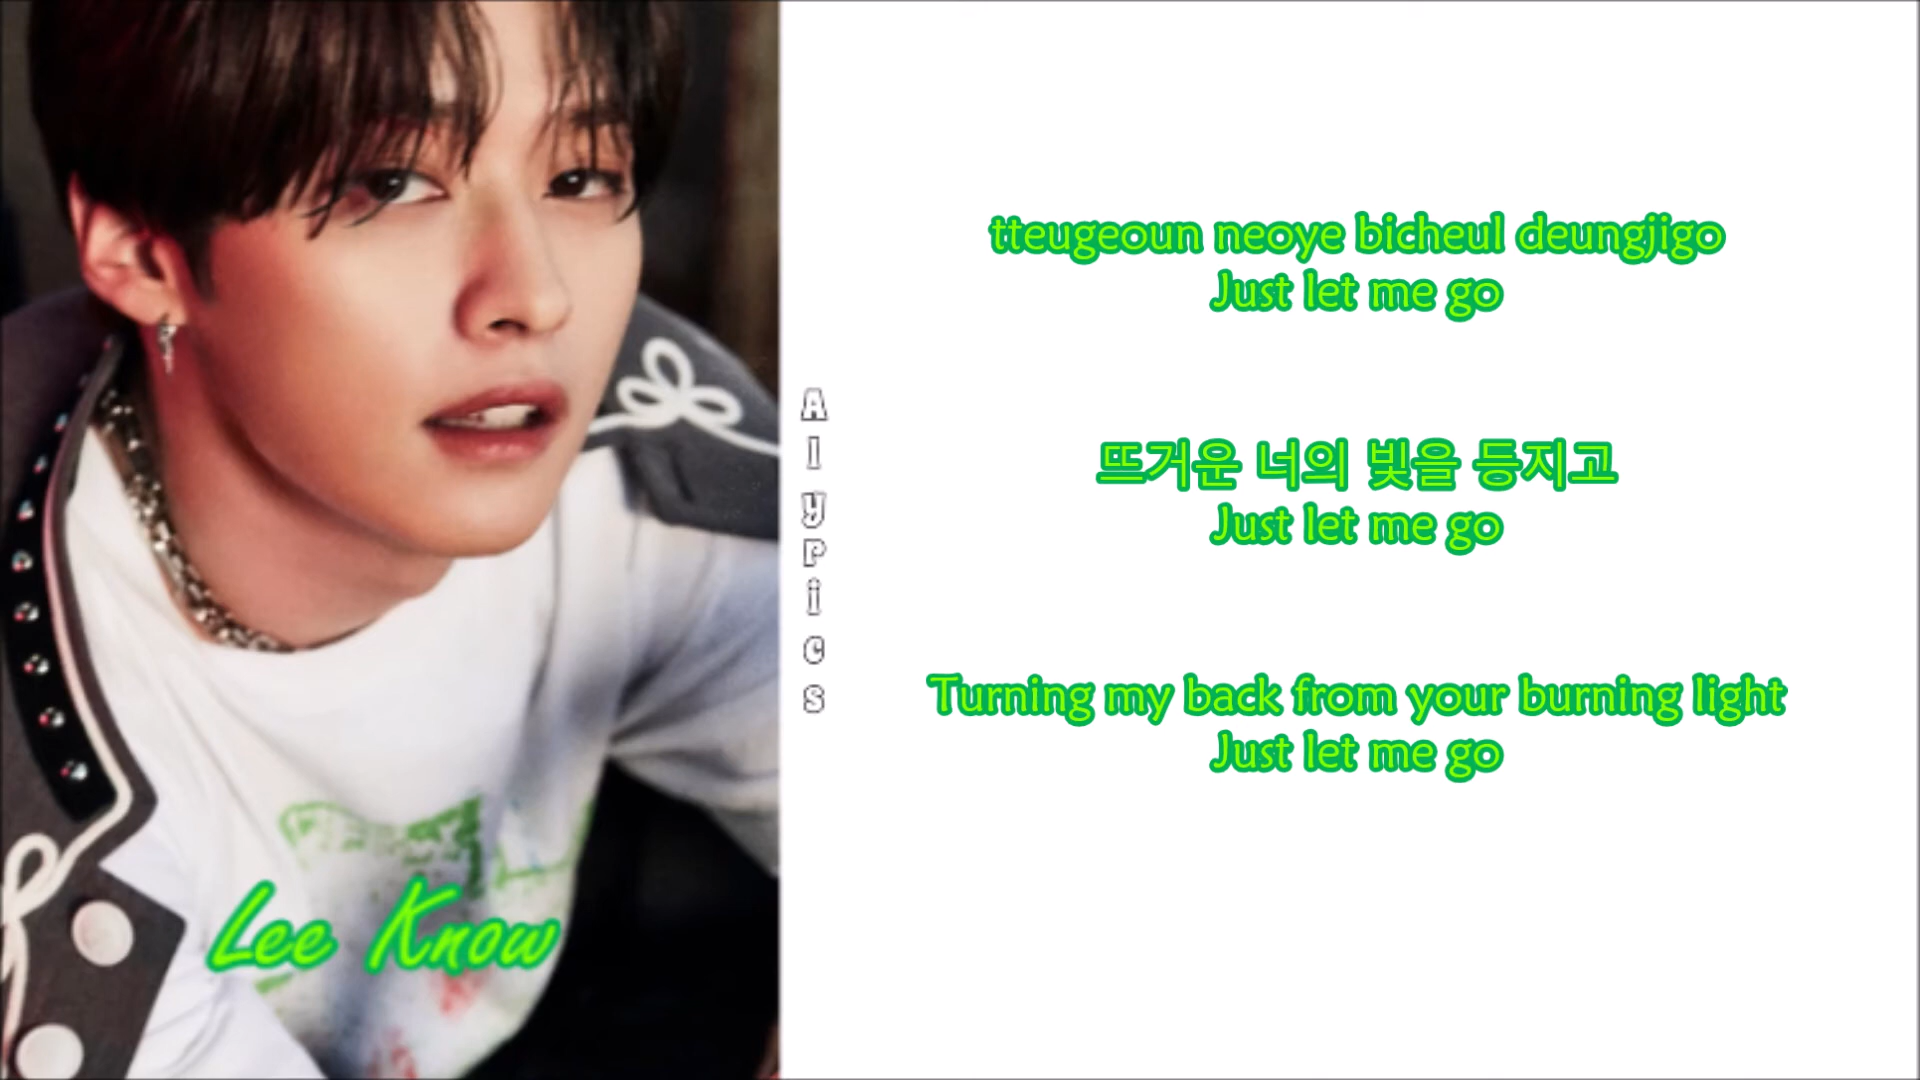 Lee Know
Alypics
tteugeoun neoye bicheul deungjigo
Just let me go
뜨거운 너의 빛을 등지고
Just let me go
Turning my back from your burning light
Just let me go